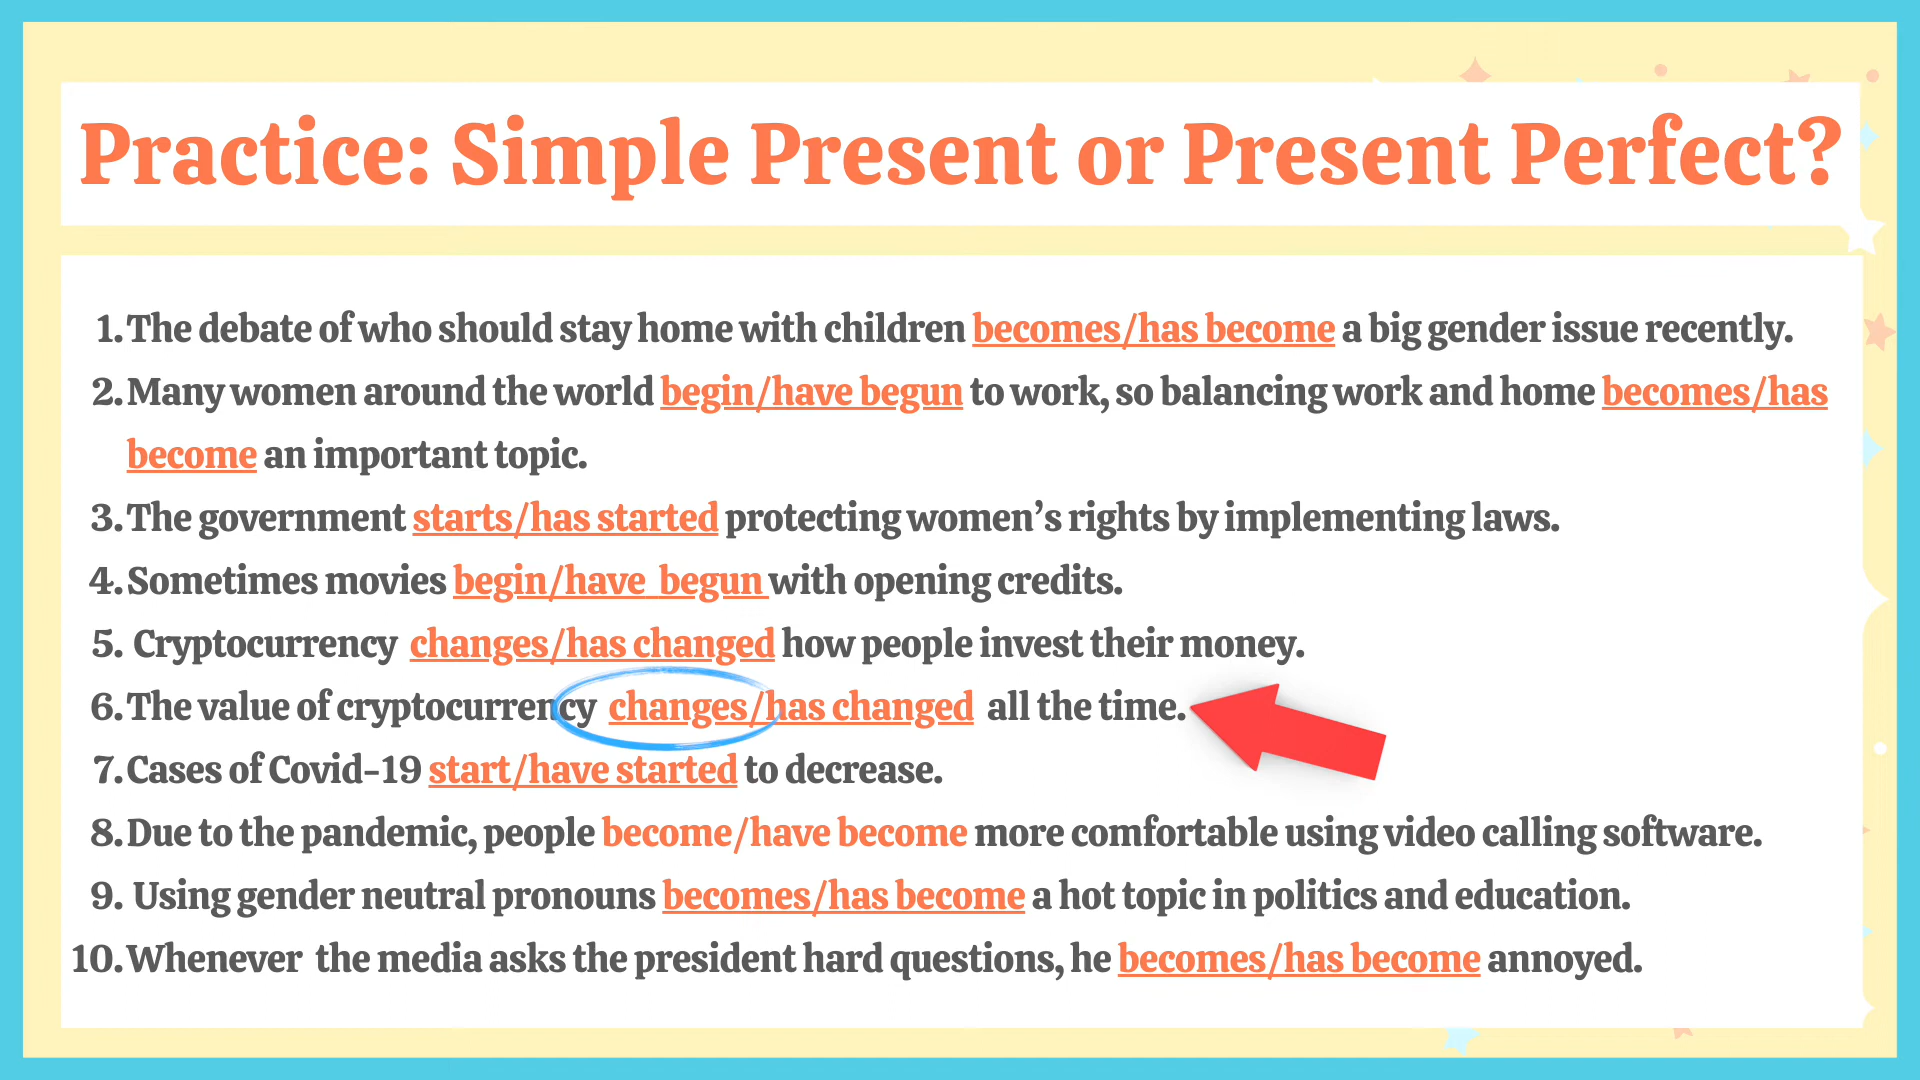 Practice: Simple Present or Present Perfect?
1. The debate of who should stay home with children becomes/has become a big gender issue recently.
2. Many women around the world begin/have begun to work, so balancing work and home becomes/has
become an important topic.
3. The government starts/has started protecting women’s rights by implementing laws.
4. Sometimes movies begin/have begun with opening credits.
5. Cryptocurrency changes/has changed how people invest their money.
6. The value of cryptocurrency changes/has changed all the time.
7. Cases of Covid-19 start/have started to decrease.
8. Due to the pandemic, people become/have become more comfortable using video calling software.
9. Using gender neutral pronouns becomes/has become a hot topic in politics and education.
10. Whenever the media asks the president hard questions, he becomes/has become annoyed.